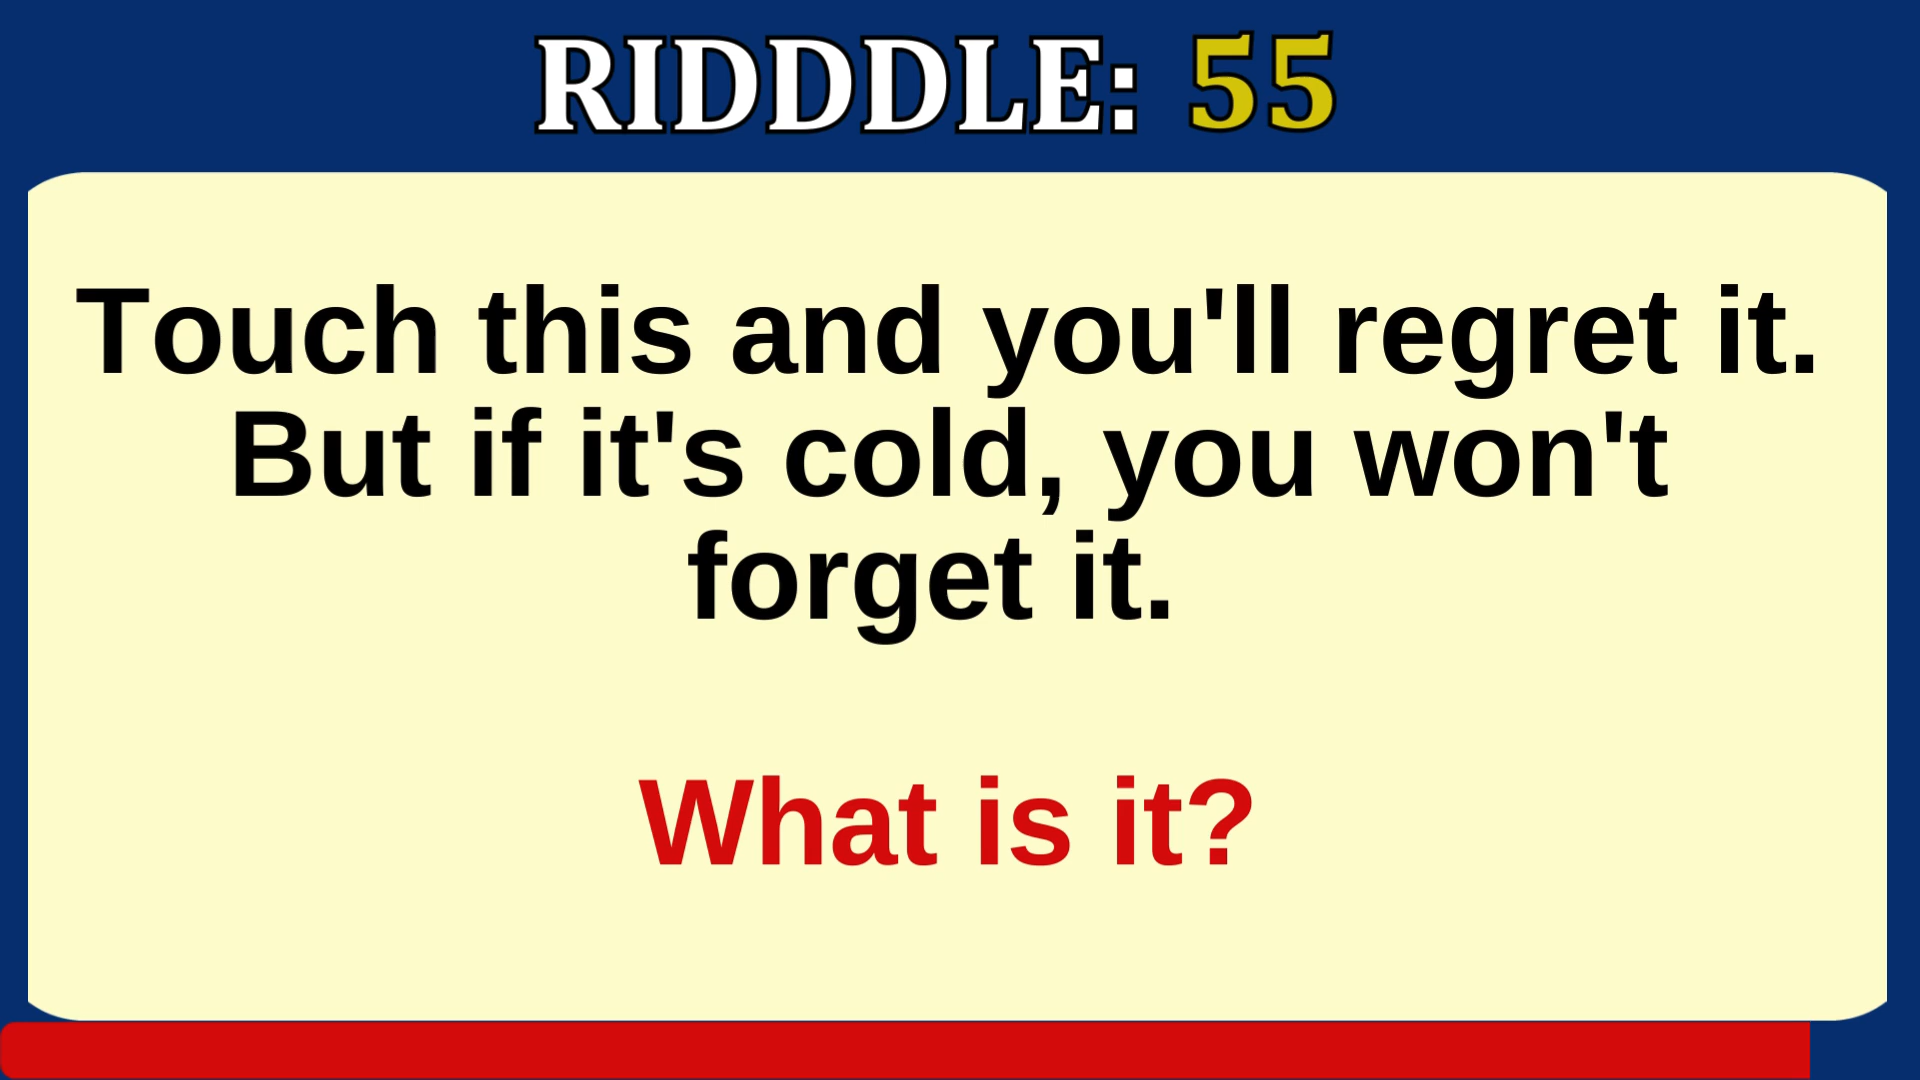 RIDDDLE: 55
Touch this and you'll regret it.
But if it's cold, you won't
forget it.
What is it?